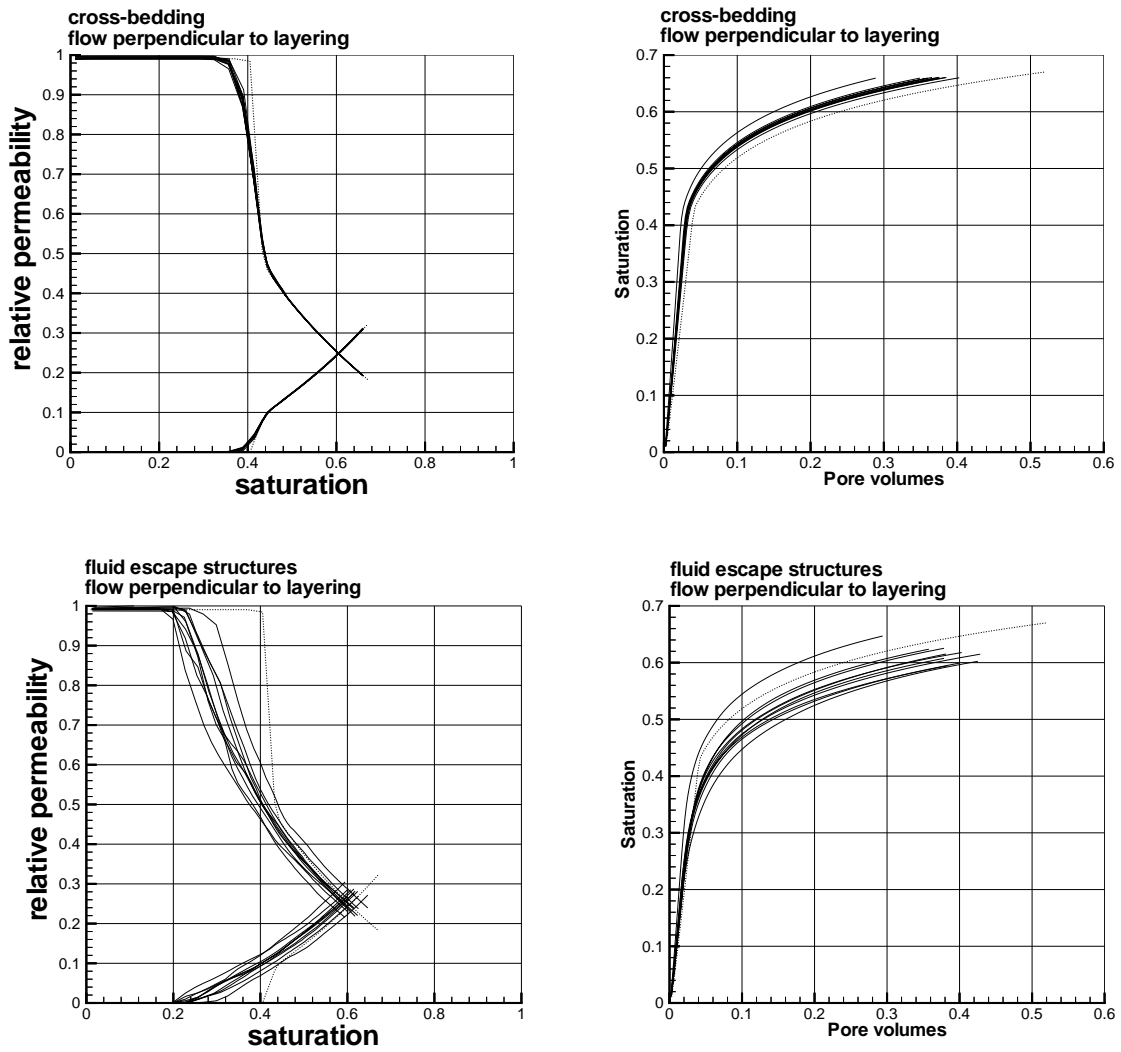 cross-bedding
flow perpendicular to layering
relative permeability
1
0.9
0.8
0.7
0.6
0.5
0.4
0.3
0.2
0.1
0
0 0.2 0.4 0.6 0.8 1
saturation
cross-bedding
flow perpendicular to layering
Saturation
0.7
0.6
0.5
0.4
0.3
0.2
0.1
0
0 0.1 0.2 0.3 0.4 0.5 0.6
Pore volumes
fluid escape structures
flow perpendicular to layering
relative permeability
1
0.9
0.8
0.7
0.6
0.5
0.4
0.3
0.2
0.1
0
0 0.2 0.4 0.6 0.8 1
saturation
fluid escape structures
flow perpendicular to layering
Saturation
0.7
0.6
0.5
0.4
0.3
0.2
0.1
0
0 0.1 0.2 0.3 0.4 0.5 0.6
Pore volumes